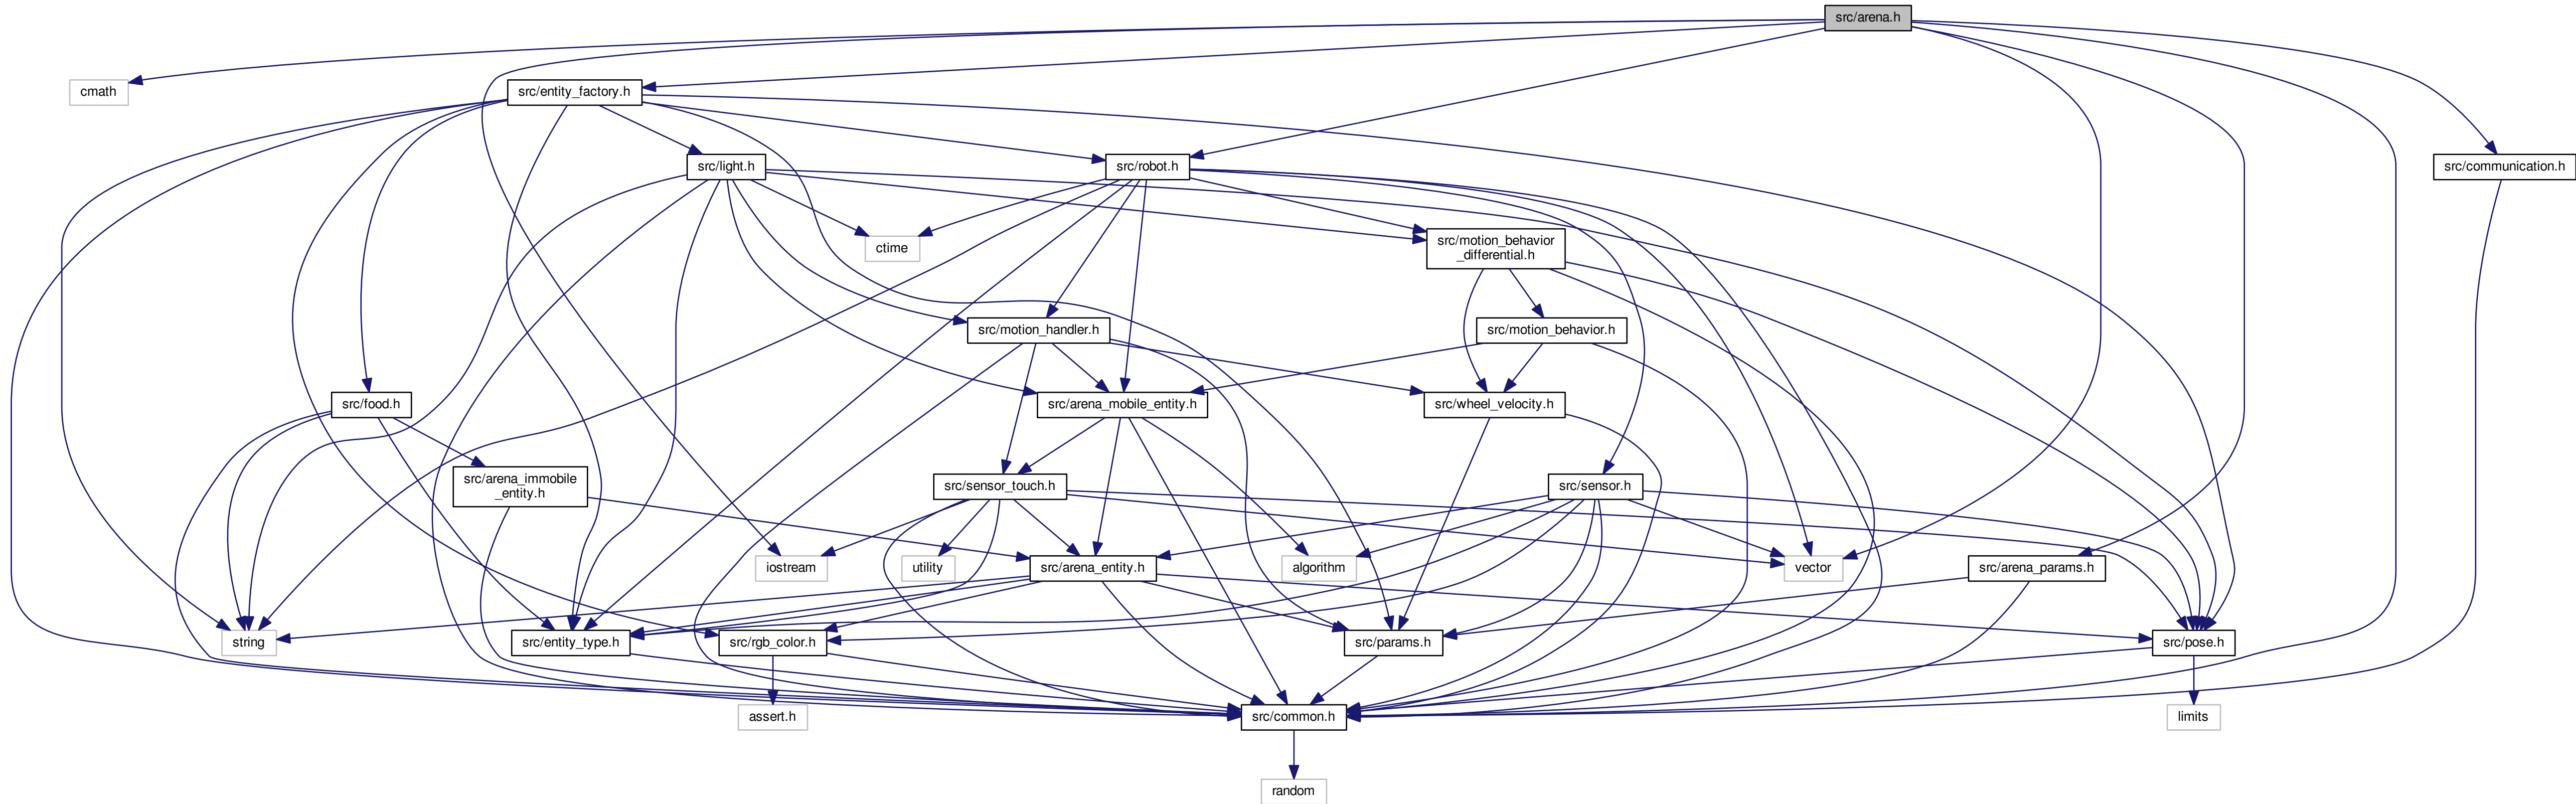 src/arena.h
cmath
src/entity_factory.h
src/light.h
src/robot.h
src/communication.h
ctime
src/motion_behavior
_differential.h
src/motion_handler.h
src/motion_behavior.h
src/food.h
src/arena_mobile_entity.h
src/wheel_velocity.h
src/arena_immobile
_entity.h
src/sensor_touch.h
src/sensor.h
iostream
utility
src/arena_entity.h
algorithm
vector
src/arena_params.h
string
src/entity_type.h
src/rgb_color.h
src/params.h
src/pose.h
assert.h
src/common.h
limits
random